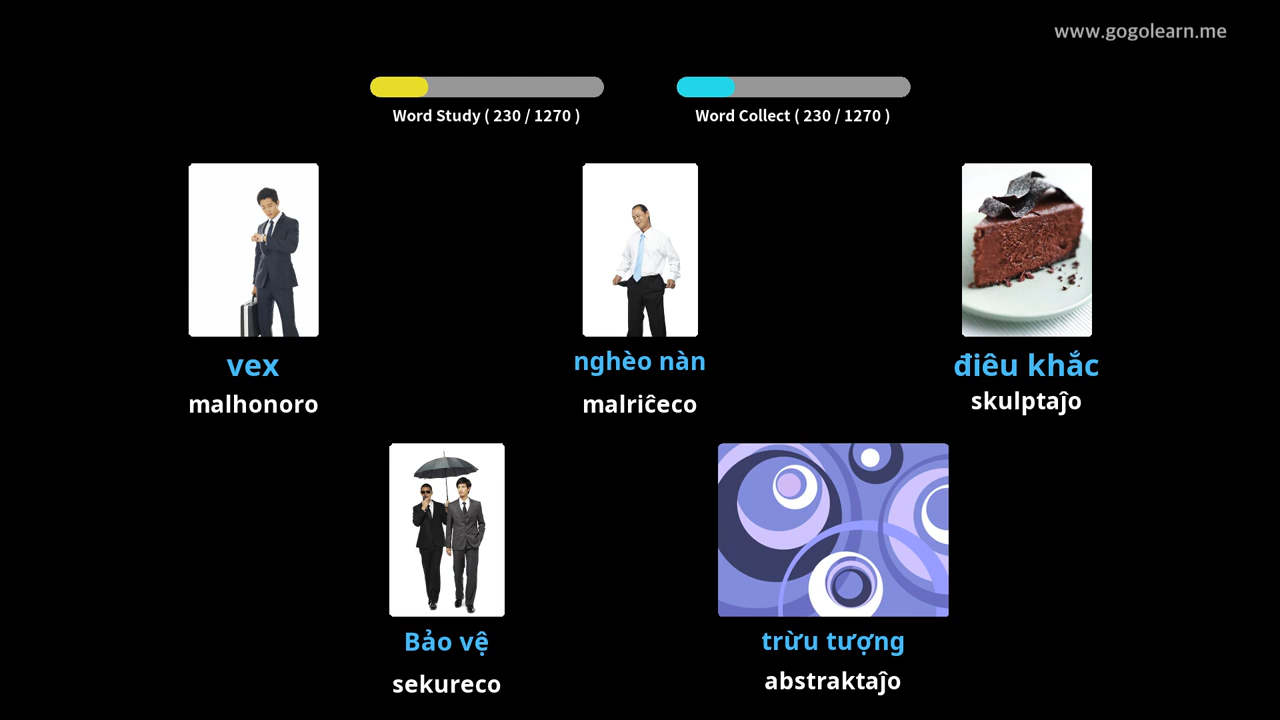 www.gogolearn.me
Word Study ( 230 / 1270 )
Word Collect ( 230 / 1270 )
vex
malhonoro
nghèo nàn
malriĉeco
điêu khắc
skulptaĵo
Bảo vệ
sekureco
trừu tượng
abstraktaĵo